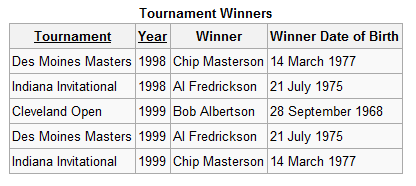 Tournament Winners
Tournament Year Winner Winner Date of Birth
Des Moines Masters 1998 Chip Masterson 14 March 1977
Indiana Invitational 1998 Al Fredrickson 21 July 1975
Cleveland Open 1999 Bob Albertson 28 September 1968
Des Moines Masters 1999 Al Fredrickson 21 July 1975
Indiana Invitational 1999 Chip Masterson 14 March 1977